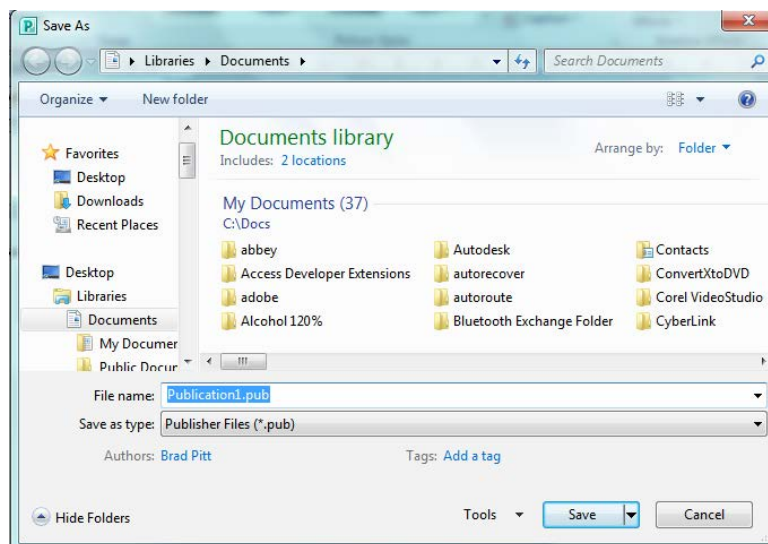 Save As
Libraries Documents
Search Documents
Organize New folder
Favorites
Desktop
Downloads
Recent Places
Desktop
Libraries
Documents
My Documen
Public Docur
Documents library
Includes: 2 locations
Arrange by: Folder
My Documents (37)
C:\Docs
abbey Autodesk Contacts
Access Developer Extensions autorecover ConvertXtoDVD
adobe autoroute Corel VideoStudio
Alcohol 120% Bluetooth Exchange Folder CyberLink
File name: Publication1.pub
Save as type: Publisher Files (*.pub)
Authors: Brad Pitt Tags: Add a tag
Hide Folders Tools Save Cancel